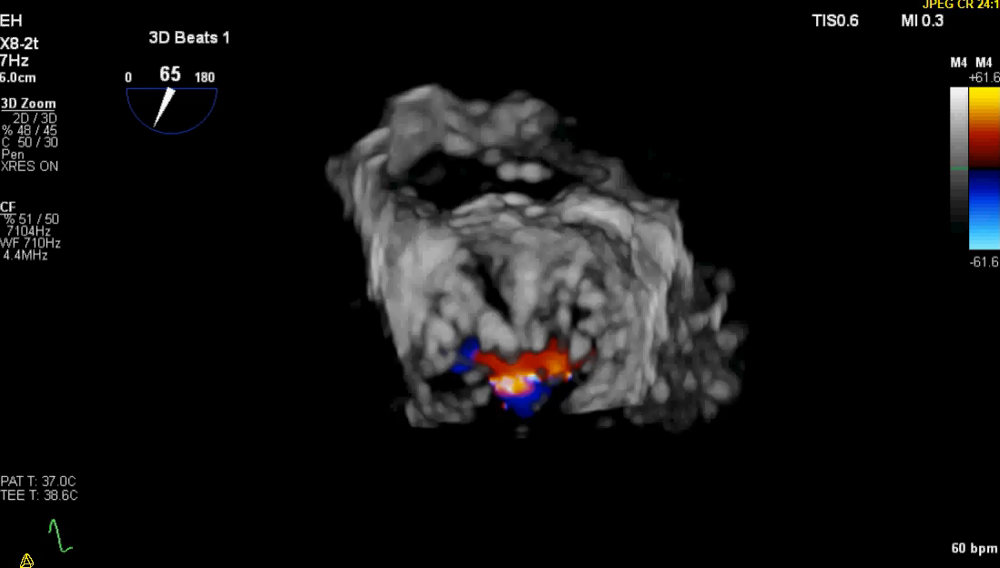 JPEG CR 24:1
EH
TIS0.6 MI 0.3
X8-2t
7Hz
6.0cm
3D Beats 1
0 65 180
M4 M4
+61.6
3D Zoom
2D / 3D
% 48 / 45
C 50 / 30
Pen
XRES ON
CF
% 51 / 50
7104Hz
WF 710Hz
4.4MHz
-61.6
PAT T: 37.0C
TEE T: 38.6C
60 bpm